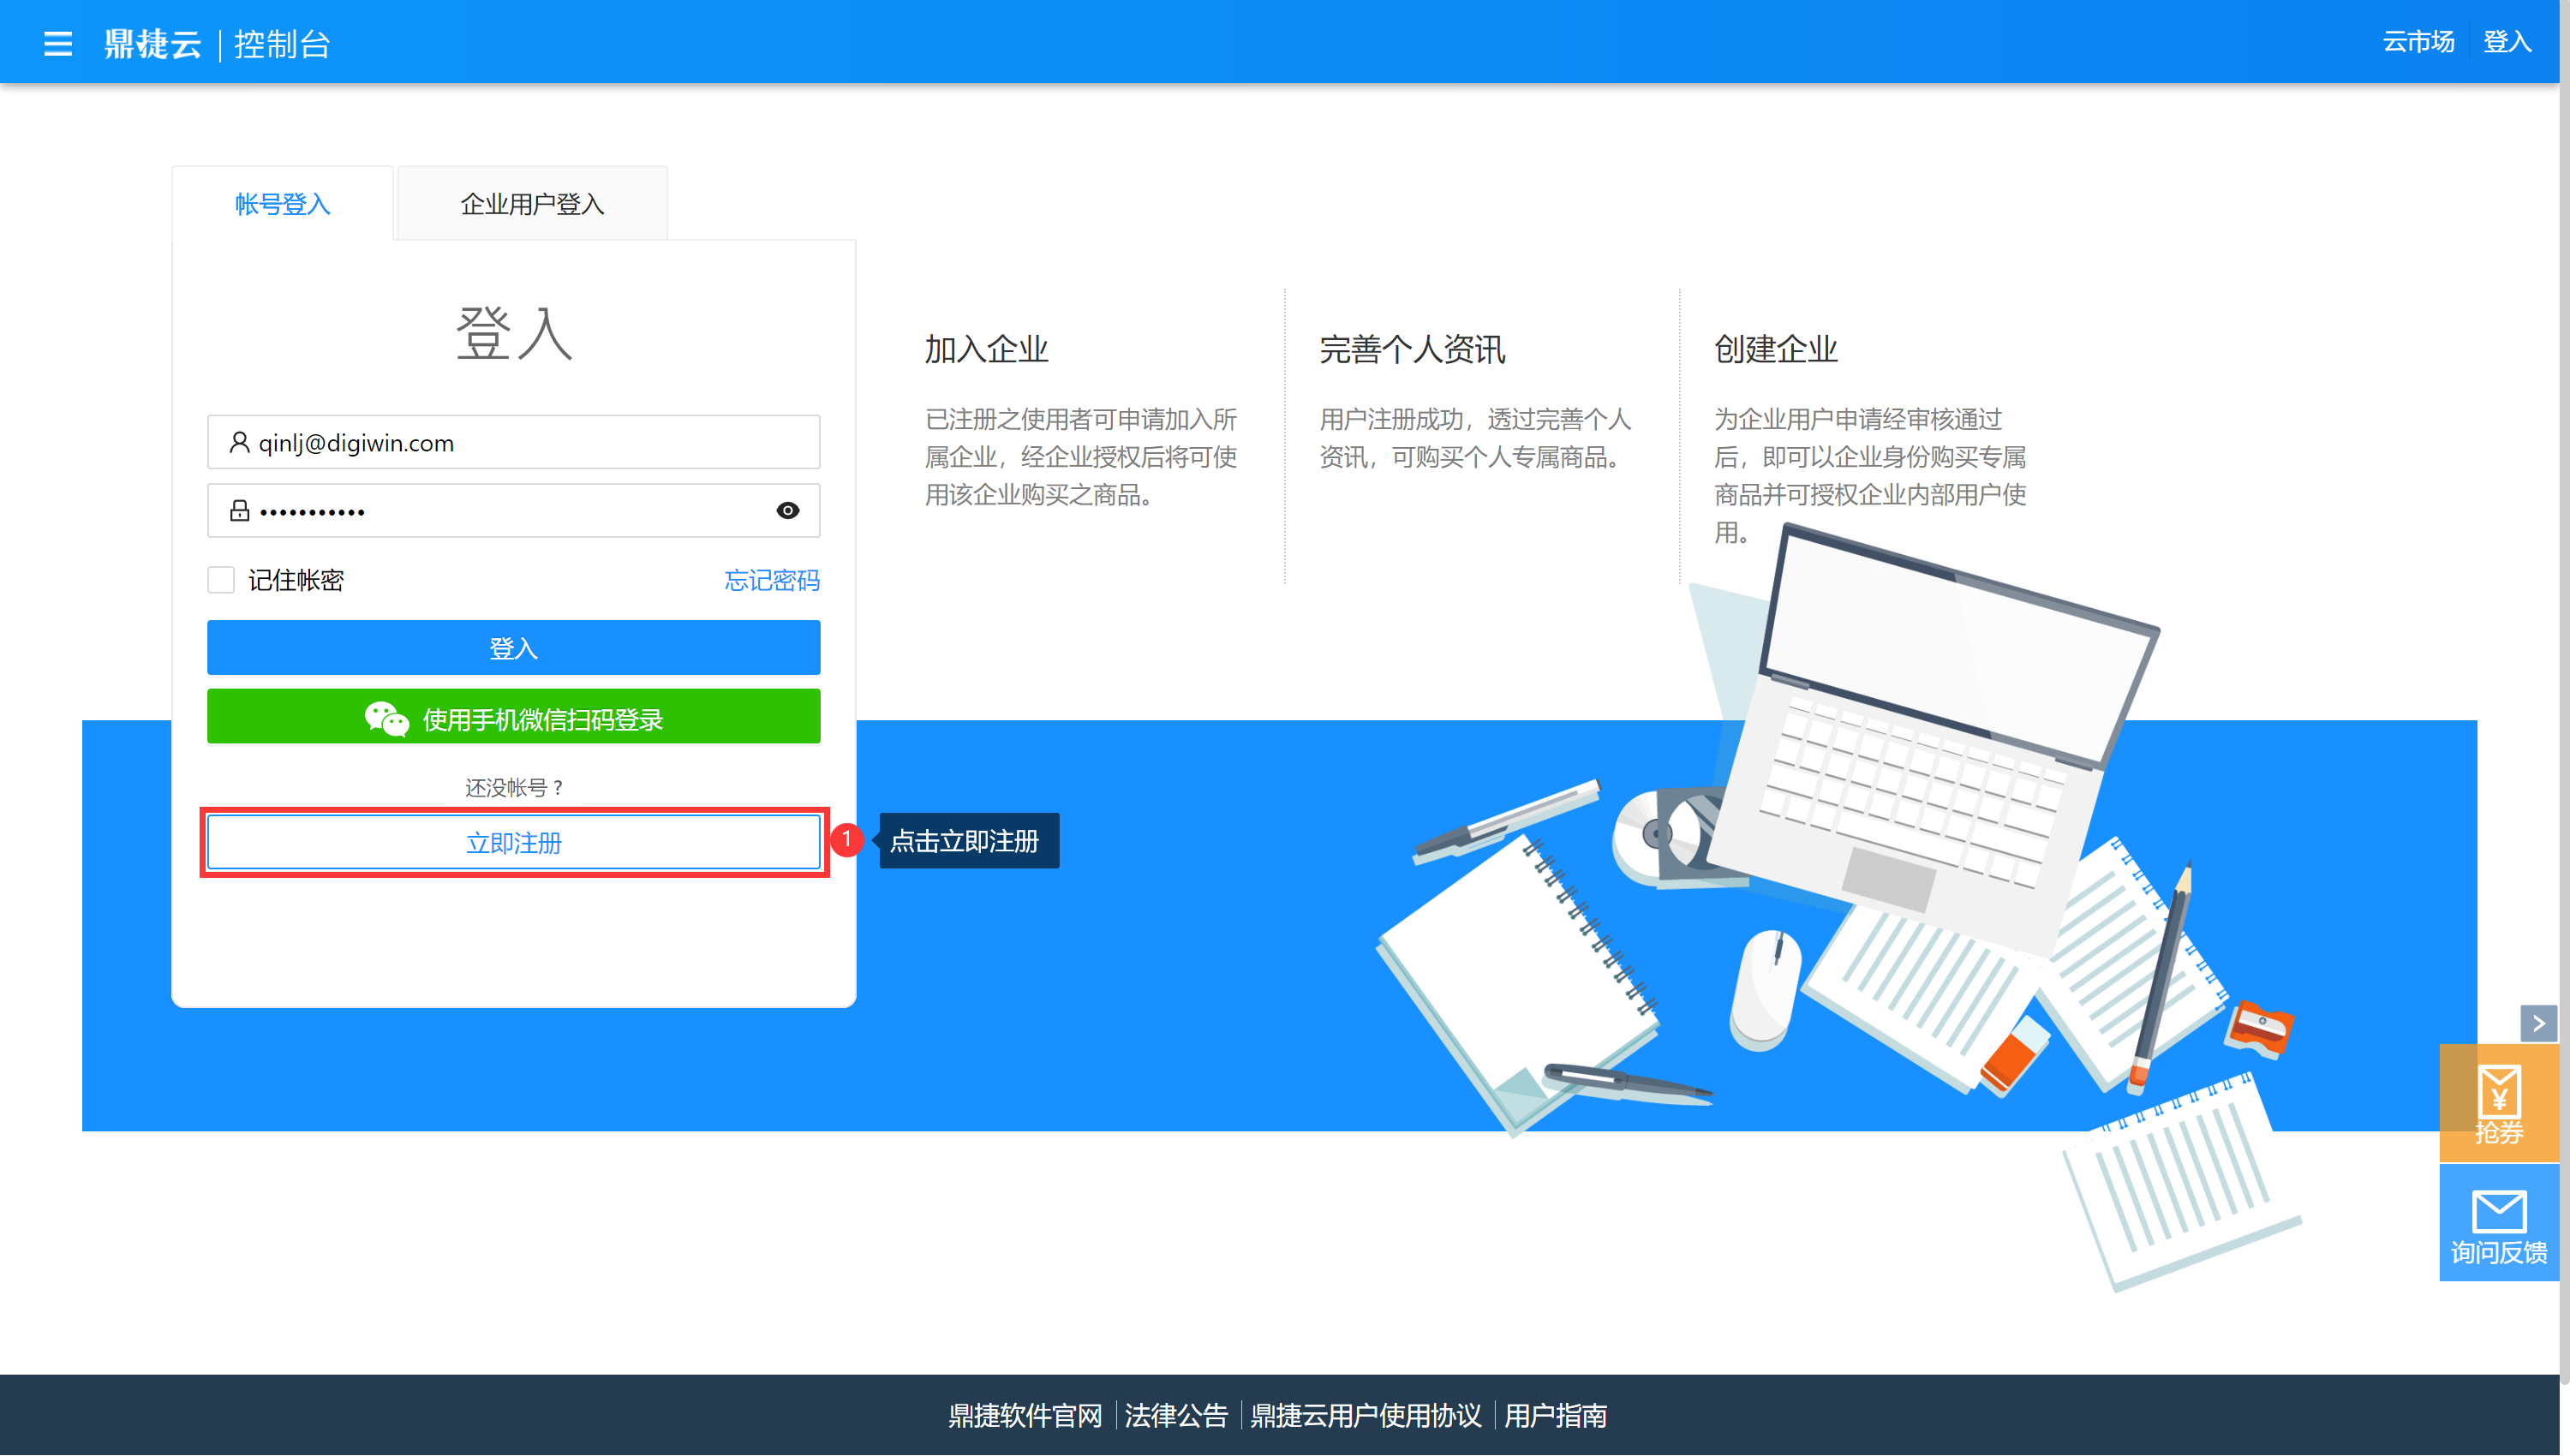 鼎捷云 | 控制台
云市场 登入
帐号登入 企业用户登入
登入
qinlj@digiwin.com
•••••••••••
记住帐密 忘记密码
登入
使用手机微信扫码登录
还没帐号 ?
立即注册
1 点击立即注册
加入企业
已注册之使用者可申请加入所
属企业，经企业授权后将可使
用该企业购买之商品。
完善个人资讯
用户注册成功，透过完善个人
资讯，可购买个人专属商品。
创建企业
为企业用户申请经审核通过
后，即可以企业身份购买专属
商品并可授权企业内部用户使
用。
¥
抢券
询问反馈
鼎捷软件官网 | 法律公告 | 鼎捷云用户使用协议 | 用户指南